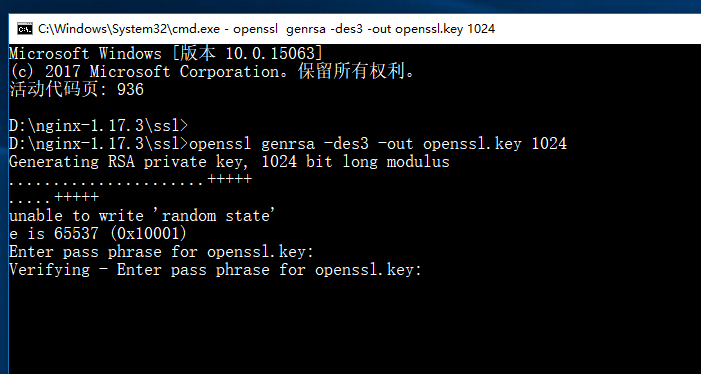 C:\Windows\System32\cmd.exe - openssl  genrsa -des3 -out openssl.key 1024
Microsoft Windows [版本 10.0.15063]
(c) 2017 Microsoft Corporation。保留所有权利。
活动代码页: 936
D:\nginx-1.17.3\ssl>
D:\nginx-1.17.3\ssl>openssl genrsa -des3 -out openssl.key 1024
Generating RSA private key, 1024 bit long modulus
......................+++++
.....+++++
unable to write 'random state'
e is 65537 (0x10001)
Enter pass phrase for openssl.key:
Verifying - Enter pass phrase for openssl.key: